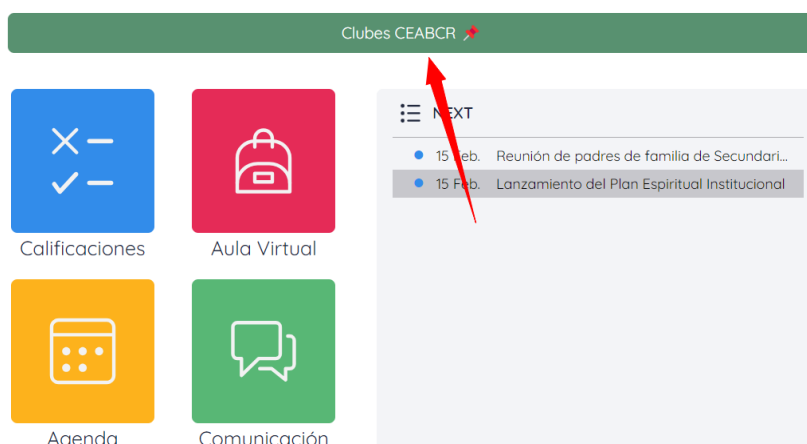 Clubes CEABCR
NEXT
15 Feb. Reunión de padres de familia de Secundari...
15 Feb. Lanzamiento del Plan Espiritual Institucional
Calificaciones
Aula Virtual
Agenda
Comunicación